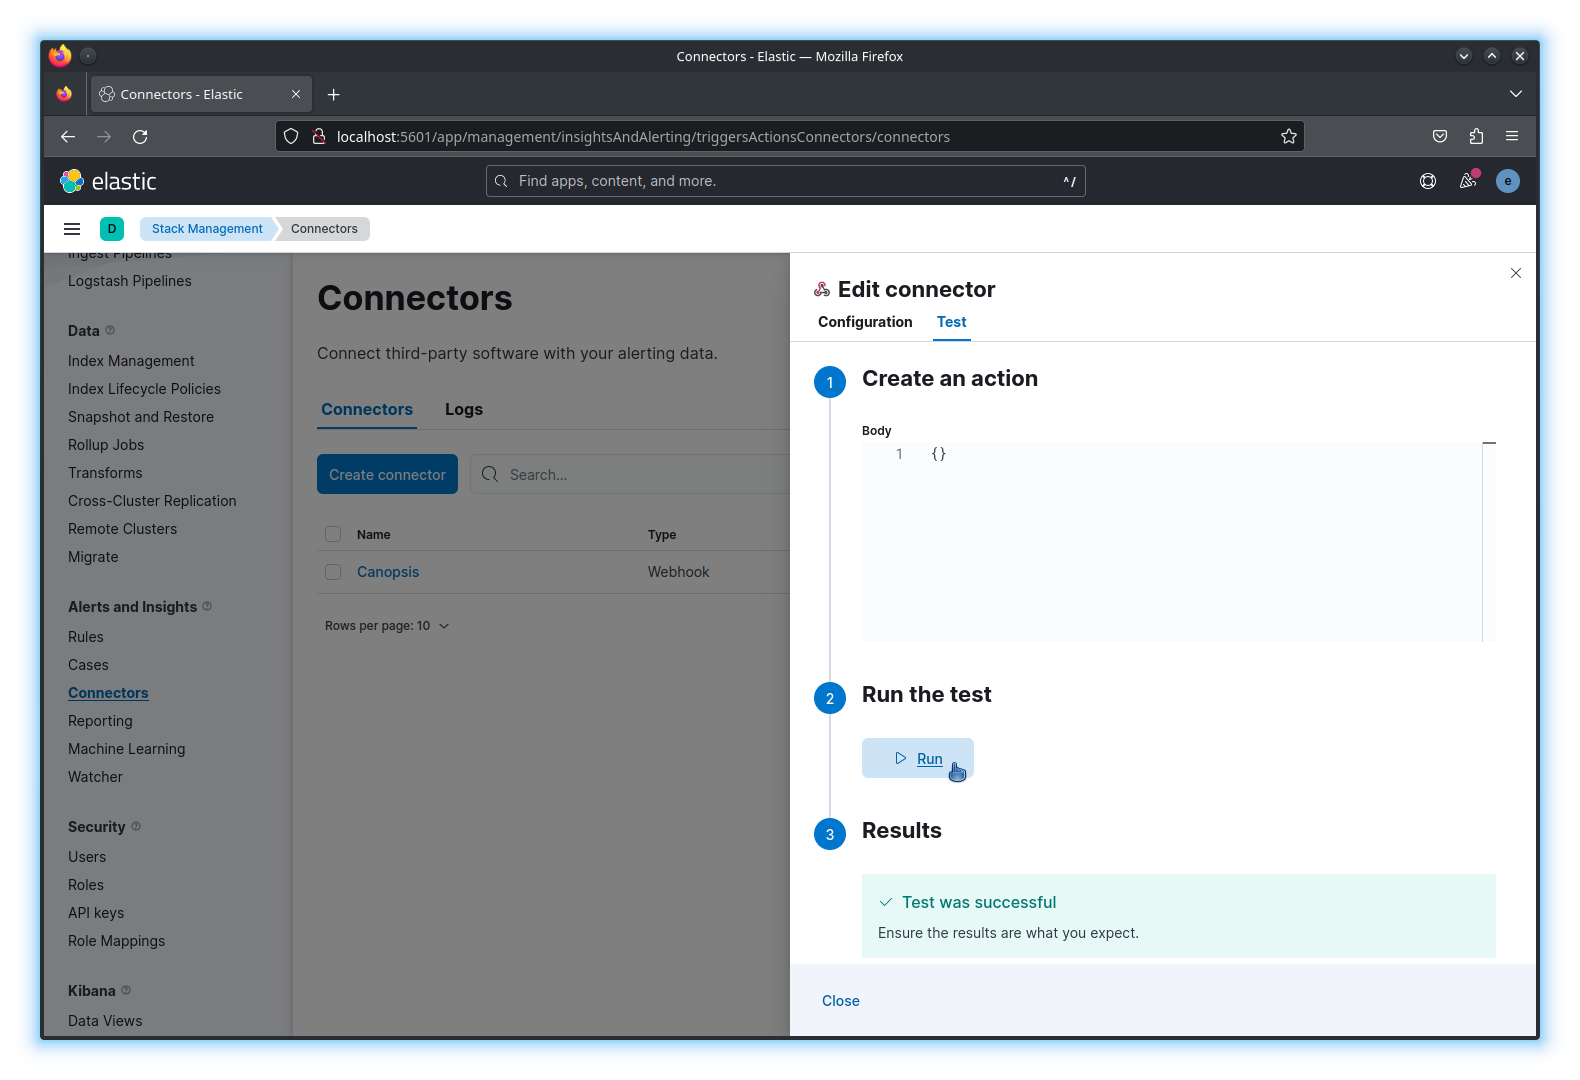 Connectors - Elastic — Mozilla Firefox
Connectors - Elastic
localhost:5601/app/management/insightsAndAlerting/triggersActionsConnectors/connectors
elastic
Find apps, content, and more.
^/
e
D
Stack Management
Connectors
Ingest Pipelines
Logstash Pipelines
Data
Index Management
Index Lifecycle Policies
Snapshot and Restore
Rollup Jobs
Transforms
Cross-Cluster Replication
Remote Clusters
Migrate
Alerts and Insights
Rules
Cases
Connectors
Reporting
Machine Learning
Watcher
Security
Users
Roles
API keys
Role Mappings
Kibana
Data Views
Connectors
Connect third-party software with your alerting data.
Connectors Logs
Create connector
Search...
Name Type
Canopsis Webhook
Rows per page: 10
Edit connector
Configuration Test
1 Create an action
Body
1 {}
2 Run the test
Run
3 Results
Test was successful
Ensure the results are what you expect.
Close